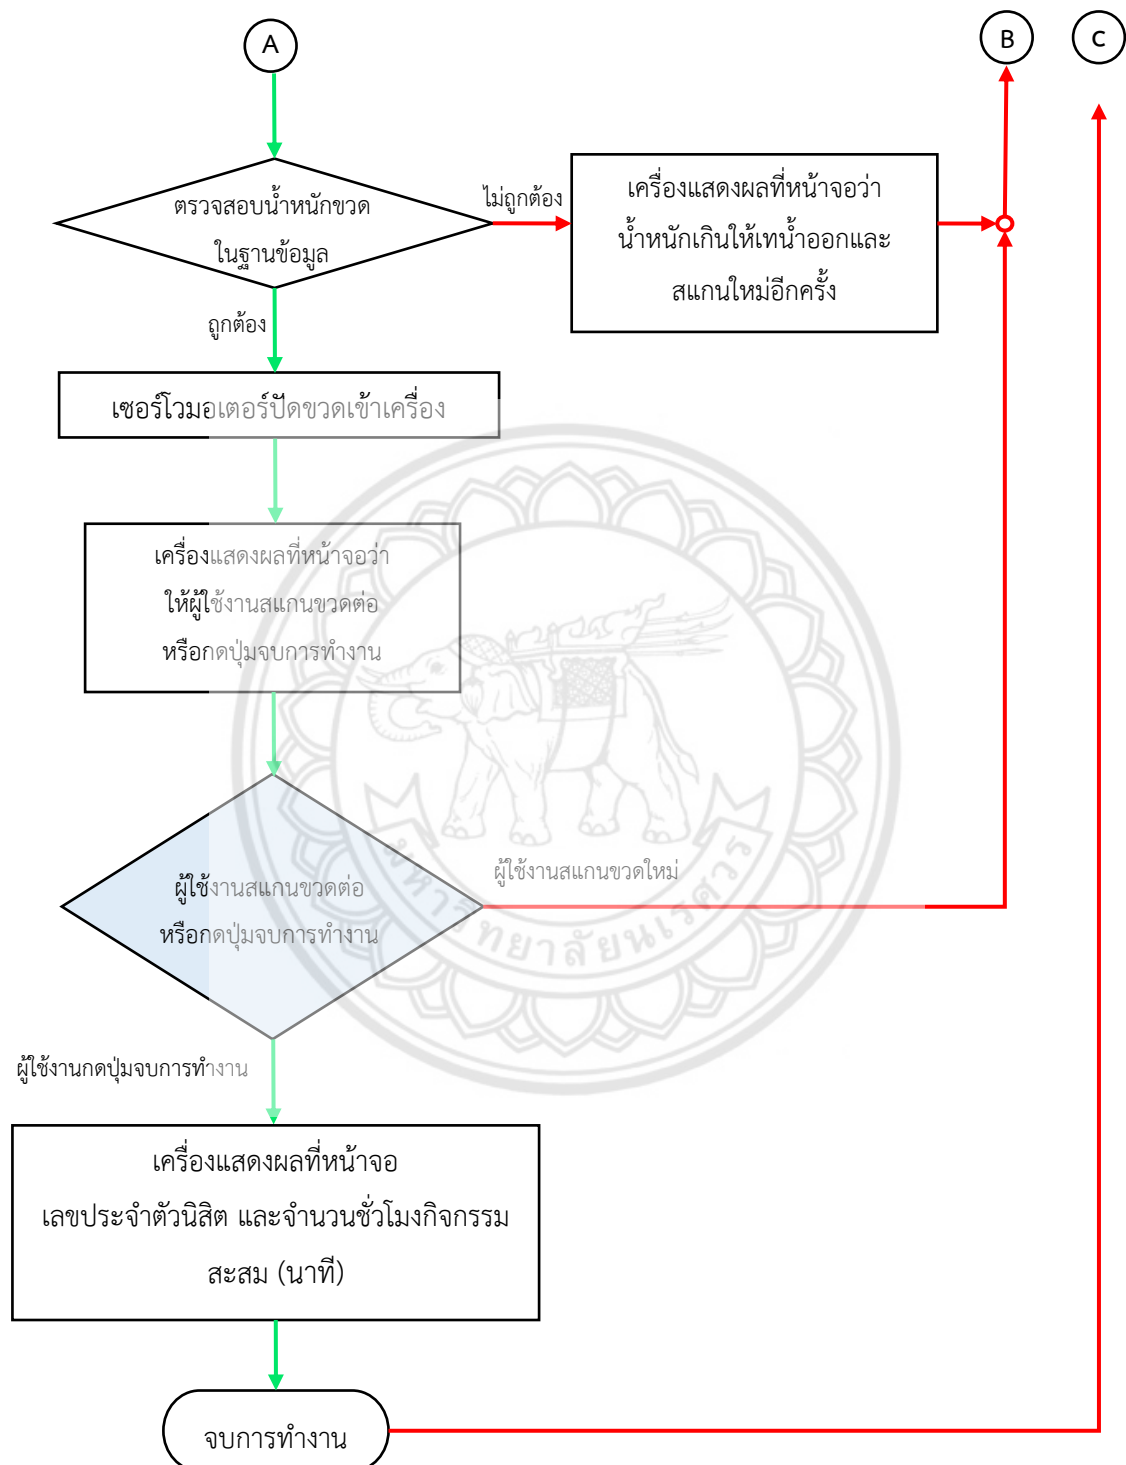 A
B
C
ตรวจสอบน้ำหนักขวด
ในฐานข้อมูล
ไม่ถูกต้อง
เครื่องแสดงผลที่หน้าจอว่า
น้ำหนักเกินให้เทน้ำออกและ
สแกนใหม่อีกครั้ง
ถูกต้อง
เซอร์โวมอเตอร์ปัดขวดเข้าเครื่อง
เครื่องแสดงผลที่หน้าจอว่า
ให้ผู้ใช้งานสแกนขวดต่อ
หรือกดปุ่มจบการทำงาน
ผู้ใช้งานสแกนขวดต่อ
หรือกดปุ่มจบการทำงาน
ผู้ใช้งานสแกนขวดใหม่
มหาวิทยาลัยนเรศวร
ผู้ใช้งานกดปุ่มจบการทำงาน
เครื่องแสดงผลที่หน้าจอ
เลขประจำตัวนิสิต และจำนวนชั่วโมงกิจกรรม
สะสม (นาที)
จบการทำงาน